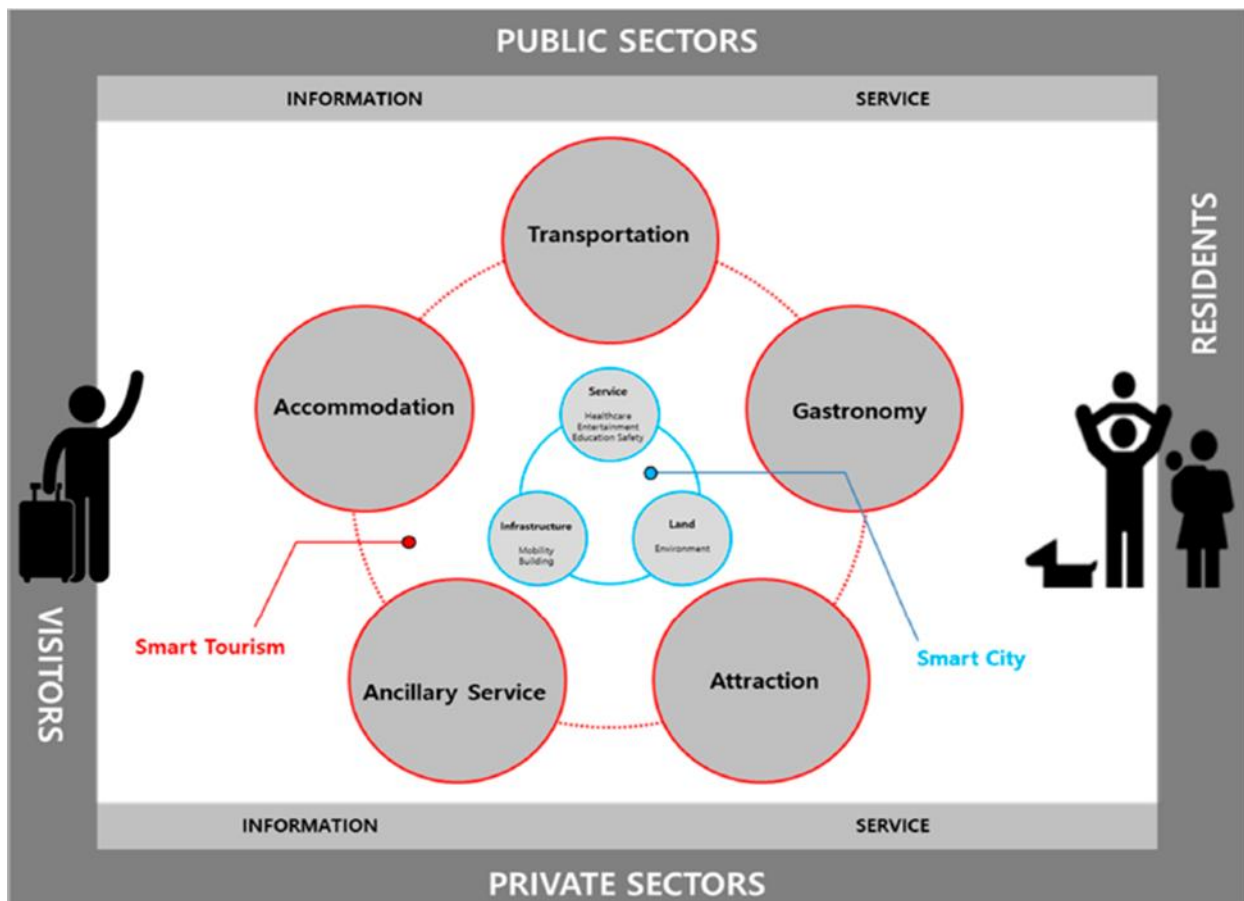 PUBLIC SECTORS
INFORMATION SERVICE
Transportation
Accommodation
Gastronomy
Service
Healthcare
Entertainment
Education Safety
Infrastructure
Mobility
Building
Land
Environment
RESIDENTS
VISITORS
Smart Tourism
Smart City
Ancillary Service
Attraction
INFORMATION SERVICE
PRIVATE SECTORS